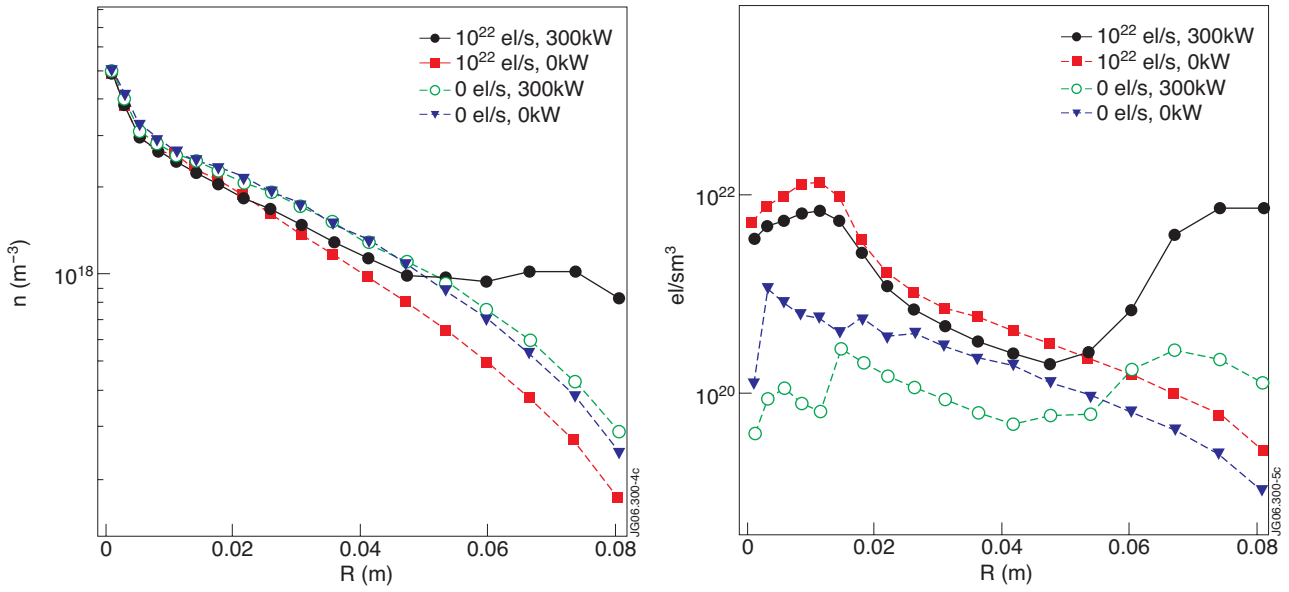 10²² el/s, 300kW
10²² el/s, 0kW
0 el/s, 300kW
0 el/s, 0kW
n (m⁻³)
10¹⁸
0 0.02 0.04 0.06 0.08
R (m)
JG06.300-4c
10²² el/s, 300kW
10²² el/s, 0kW
0 el/s, 300kW
0 el/s, 0kW
el/sm³
10²²
10²⁰
0 0.02 0.04 0.06 0.08
R (m)
JG06.300-5c